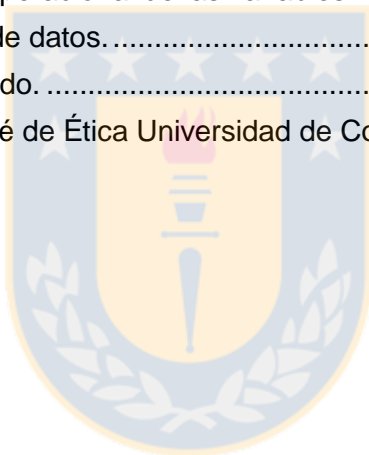 de datos. ......................................
do. .............................................
é de Ética Universidad de Co